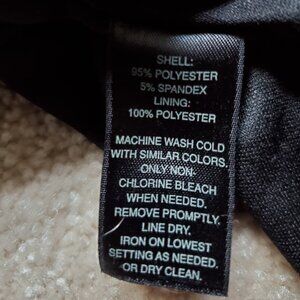 SHELL:
95% POLYESTER
5% SPANDEX
LINING:
100% POLYESTER
MACHINE WASH COLD
WITH SIMILAR COLORS.
ONLY NON-
CHLORINE BLEACH
WHEN NEEDED.
REMOVE PROMPTLY.
LINE DRY.
IRON ON LOWEST
SETTING AS NEEDED.
OR DRY CLEAN.